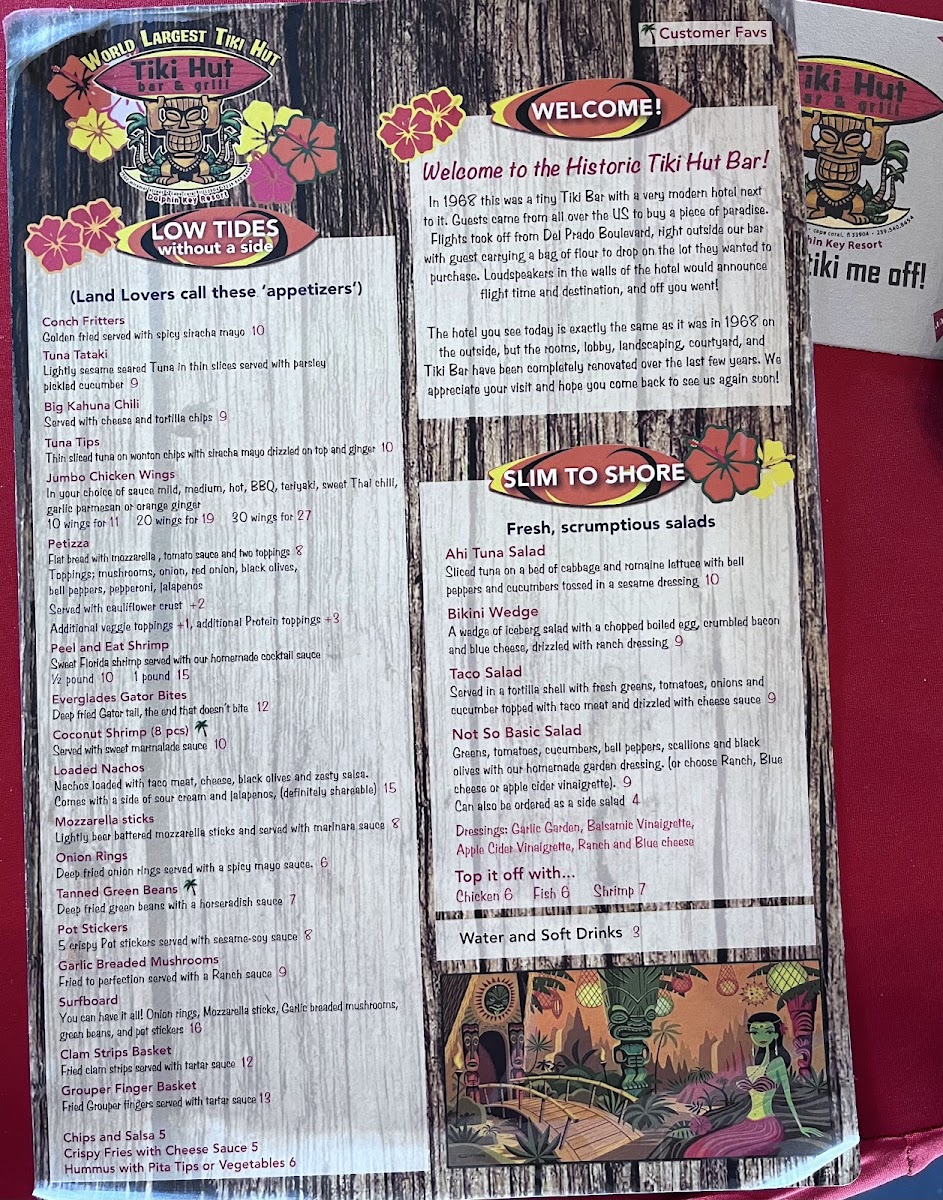 WORLD LARGEST TIKI HUT
Tiki Hut
bar & grill
Dolphin Key Resort
LOW TIDES
without a side
(Land Lovers call these 'appetizers')
Conch Fritters
Golden fried served with spicy siracha mayo 10
Tuna Tataki
Lightly sesame seared Tuna in thin slices served with parsley
pickled cucumber 9
Big Kahuna Chili
Served with cheese and tortilla chips 9
Tuna Tips
Thin sliced tuna on wonton chips with siracha mayo drizzled on top and ginger 10
Jumbo Chicken Wings
In your choice of sauce mild, medium, hot, BBQ, teriyaki, sweet Thai chili,
garlic parmesan or orange ginger
10 wings for 11 20 wings for 19 30 wings for 27
Petizza
Flat bread with mozzarella , tomato sauce and two toppings 8
Toppings; mushrooms, onion, red onion, black olives,
bell peppers, pepperoni, jalapenos
Served with cauliflower crust +2
Additional veggie toppings +1, additional Protein toppings +3
Peel and Eat Shrimp
Sweet Florida shrimp served with our homemade cocktail sauce
½ pound 10 1 pound 15
Everglades Gator Bites
Deep fried Gator tail, the end that doesn't bite 12
Coconut Shrimp (8 pcs)
Served with sweet marmalade sauce 10
Loaded Nachos
Nachos loaded with taco meat, cheese, black olives and zesty salsa.
Comes with a side of sour cream and jalapenos, (definitely shareable) 15
Mozzarella sticks
Lightly beer battered mozzarella sticks and served with marinara sauce 8
Onion Rings
Deep fried onion rings served with a spicy mayo sauce. 6
Tanned Green Beans
Deep fried green beans with a horseradish sauce 7
Pot Stickers
5 crispy Pot stickers served with sesame-soy sauce 8
Garlic Breaded Mushrooms
Fried to perfection served with a Ranch sauce 9
Surfboard
You can have it all! Onion rings, Mozzarella sticks, Garlic breaded mushrooms,
green beans, and pot stickers 16
Clam Strips Basket
Fried clam strips served with tartar sauce 12
Grouper Finger Basket
Fried Grouper fingers served with tartar sauce 13
Chips and Salsa 5
Crispy Fries with Cheese Sauce 5
Hummus with Pita Tips or Vegetables 6
Customer Favs
WELCOME!
Welcome to the Historic Tiki Hut Bar!
In 1968 this was a tiny Tiki Bar with a very modern hotel next
to it. Guests came from all over the US to buy a piece of paradise.
Flights took off from Del Prado Boulevard, right outside our bar
with guest carrying a bag of flour to drop on the lot they wanted to
purchase. Loudspeakers in the walls of the hotel would announce
flight time and destination, and off you went!
The hotel you see today is exactly the same as it was in 1968 on
the outside, but the rooms, lobby, landscaping, courtyard, and
Tiki Bar have been completely renovated over the last few years. We
appreciate your visit and hope you come back to see us again soon!
SLIM TO SHORE
Fresh, scrumptious salads
Ahi Tuna Salad
Sliced tuna on a bed of cabbage and romaine lettuce with bell
peppers and cucumbers tossed in a sesame dressing 10
Bikini Wedge
A wedge of iceberg salad with a chopped boiled egg, crumbled bacon
and blue cheese, drizzled with ranch dressing 9
Taco Salad
Served in a tortilla shell with fresh greens, tomatoes, onions and
cucumber topped with taco meat and drizzled with cheese sauce 9
Not So Basic Salad
Greens, tomatoes, cucumbers, bell peppers, scallions and black
olives with our homemade garden dressing. (or choose Ranch, Blue
cheese or apple cider vinaigrette). 9
Can also be ordered as a side salad 4
Dressings: Garlic Garden, Balsamic Vinaigrette,
Apple Cider Vinaigrette, Ranch and Blue cheese
Top it off with...
Chicken 6 Fish 6 Shrimp 7
Water and Soft Drinks 3
iki Hut
ar & grill
cape coral, fl 33904 • 239.540.6464
hin Key Resort
tiki me off!